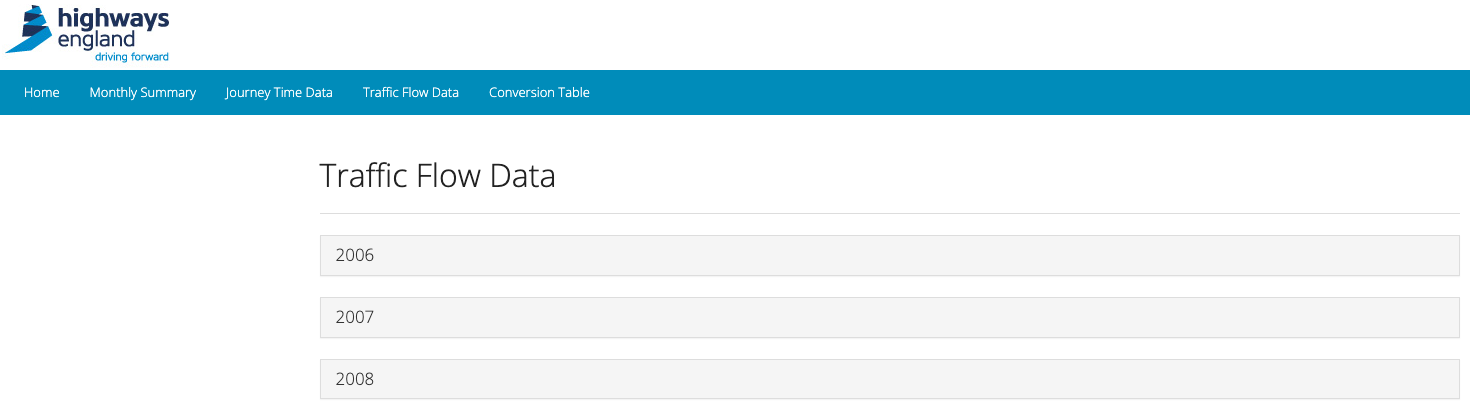 highways
england
driving forward
Home Monthly Summary Journey Time Data Traffic Flow Data Conversion Table
Traffic Flow Data
2006
2007
2008